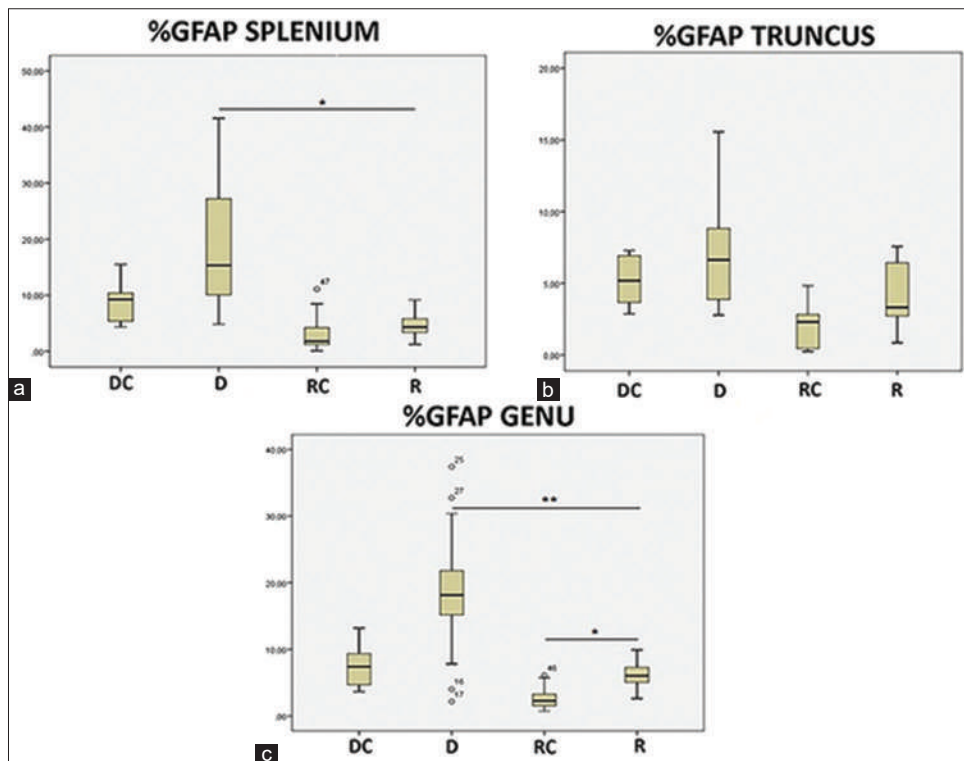 %GFAP SPLENIUM
50.00
40.00
30.00
20.00
10.00
.00
*
47
DC D RC R
a
%GFAP TRUNCUS
20.00
15.00
10.00
5.00
0.00
DC D RC R
b
%GFAP GENU
40.00
30.00
20.00
10.00
.00
25
27
**
*
16
17
46
DC D RC R
c